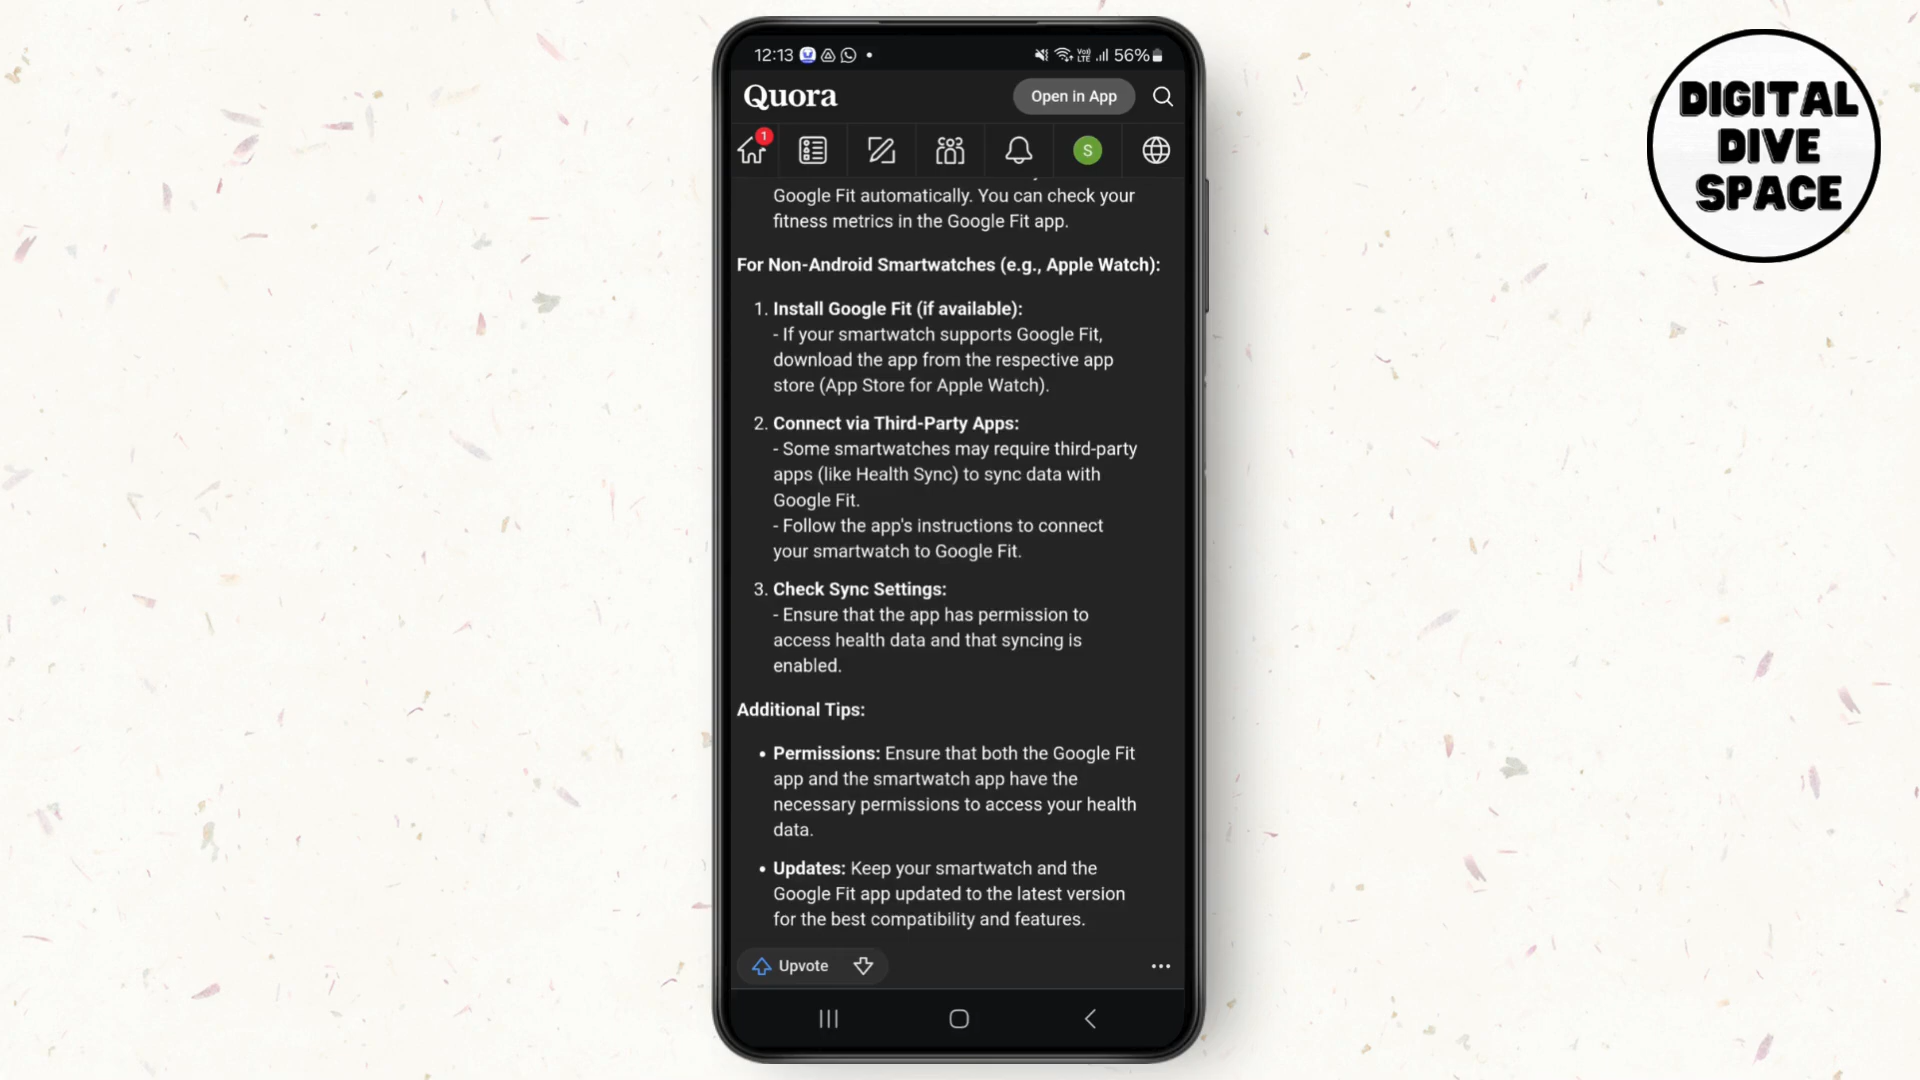 12:13
Vo)) LTE 56%
Quora
Open in App
1
S
Google Fit automatically. You can check your
fitness metrics in the Google Fit app.
For Non-Android Smartwatches (e.g., Apple Watch):
1. Install Google Fit (if available):
- If your smartwatch supports Google Fit,
download the app from the respective app
store (App Store for Apple Watch).
2. Connect via Third-Party Apps:
- Some smartwatches may require third-party
apps (like Health Sync) to sync data with
Google Fit.
- Follow the app's instructions to connect
your smartwatch to Google Fit.
3. Check Sync Settings:
- Ensure that the app has permission to
access health data and that syncing is
enabled.
Additional Tips:
• Permissions: Ensure that both the Google Fit
app and the smartwatch app have the
necessary permissions to access your health
data.
• Updates: Keep your smartwatch and the
Google Fit app updated to the latest version
for the best compatibility and features.
Upvote
DIGITAL
DIVE
SPACE